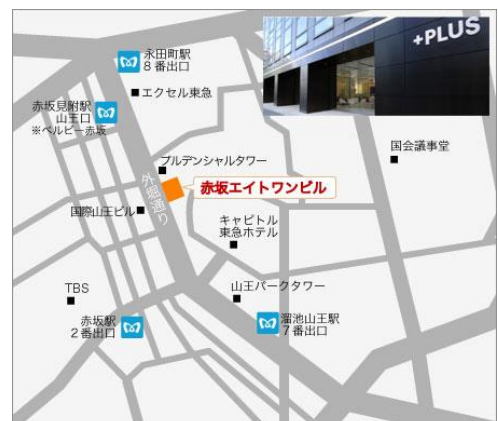 +PLUS
永田町駅
８番出口
エクセル東急
赤坂見附駅
山王口
※ベルビー赤坂
国会議事堂
プルデンシャルタワー
外堀通り
赤坂エイトワンビル
国際山王ビル
キャピトル
東急ホテル
TBS
山王パークタワー
赤坂駅
２番出口
溜池山王駅
７番出口